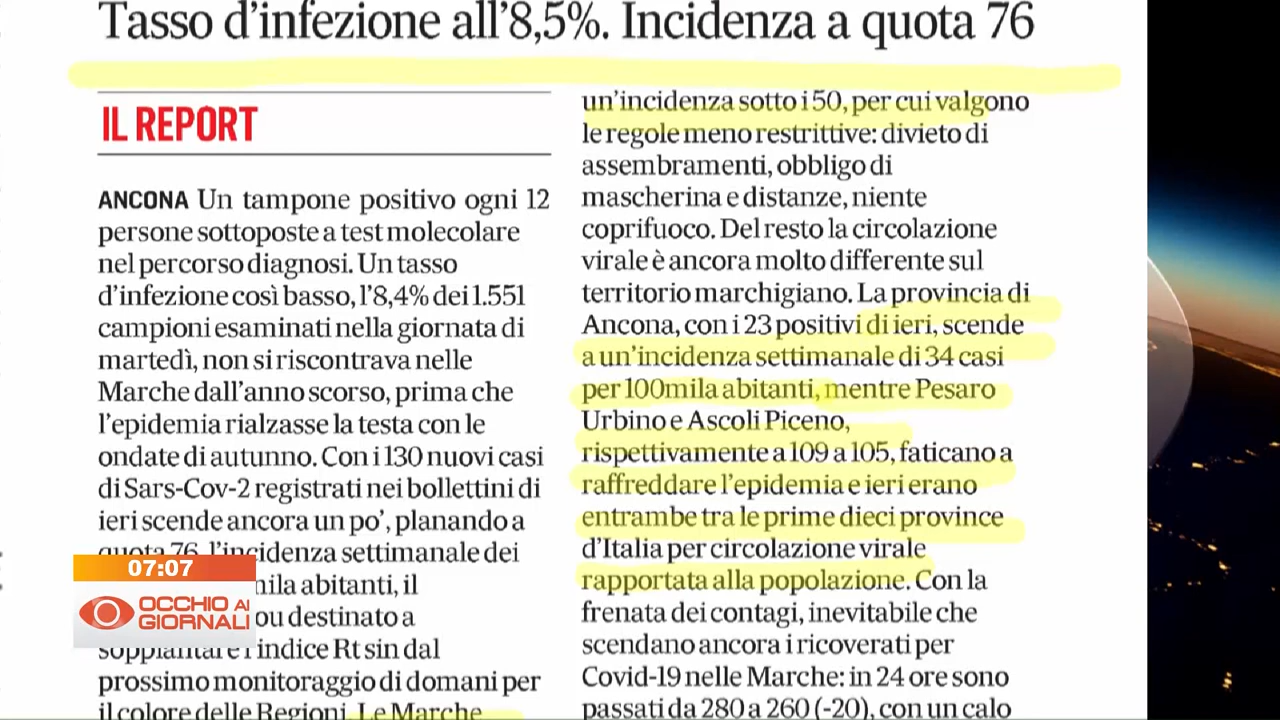 Tasso d'infezione all'8,5%. Incidenza a quota 76
IL REPORT
ANCONA Un tampone positivo ogni 12
persone sottoposte a test molecolare
nel percorso diagnosi. Un tasso
d'infezione così basso, l'8,4% dei 1.551
campioni esaminati nella giornata di
martedì, non si riscontrava nelle
Marche dall'anno scorso, prima che
l'epidemia rialzasse la testa con le
ondate di autunno. Con i 130 nuovi casi
di Sars-Cov-2 registrati nei bollettini di
ieri scende ancora un po', planando a
quota 76, l'incidenza settimanale dei
mila abitanti, il
destinato a
soppiantare l'indice Rt sin dal
prossimo monitoraggio di domani per
il colore delle Regioni. Le Marche
un'incidenza sotto i 50, per cui valgono
le regole meno restrittive: divieto di
assembramenti, obbligo di
mascherina e distanze, niente
coprifuoco. Del resto la circolazione
virale è ancora molto differente sul
territorio marchigiano. La provincia di
Ancona, con i 23 positivi di ieri, scende
a un'incidenza settimanale di 34 casi
per 100mila abitanti, mentre Pesaro
Urbino e Ascoli Piceno,
rispettivamente a 109 a 105, faticano a
raffreddare l'epidemia e ieri erano
entrambe tra le prime dieci province
d'Italia per circolazione virale
rapportata alla popolazione. Con la
frenata dei contagi, inevitabile che
scendano ancora i ricoverati per
Covid-19 nelle Marche: in 24 ore sono
passati da 280 a 260 (-20), con un calo
07:07
OCCHIO AI
GIORNALI